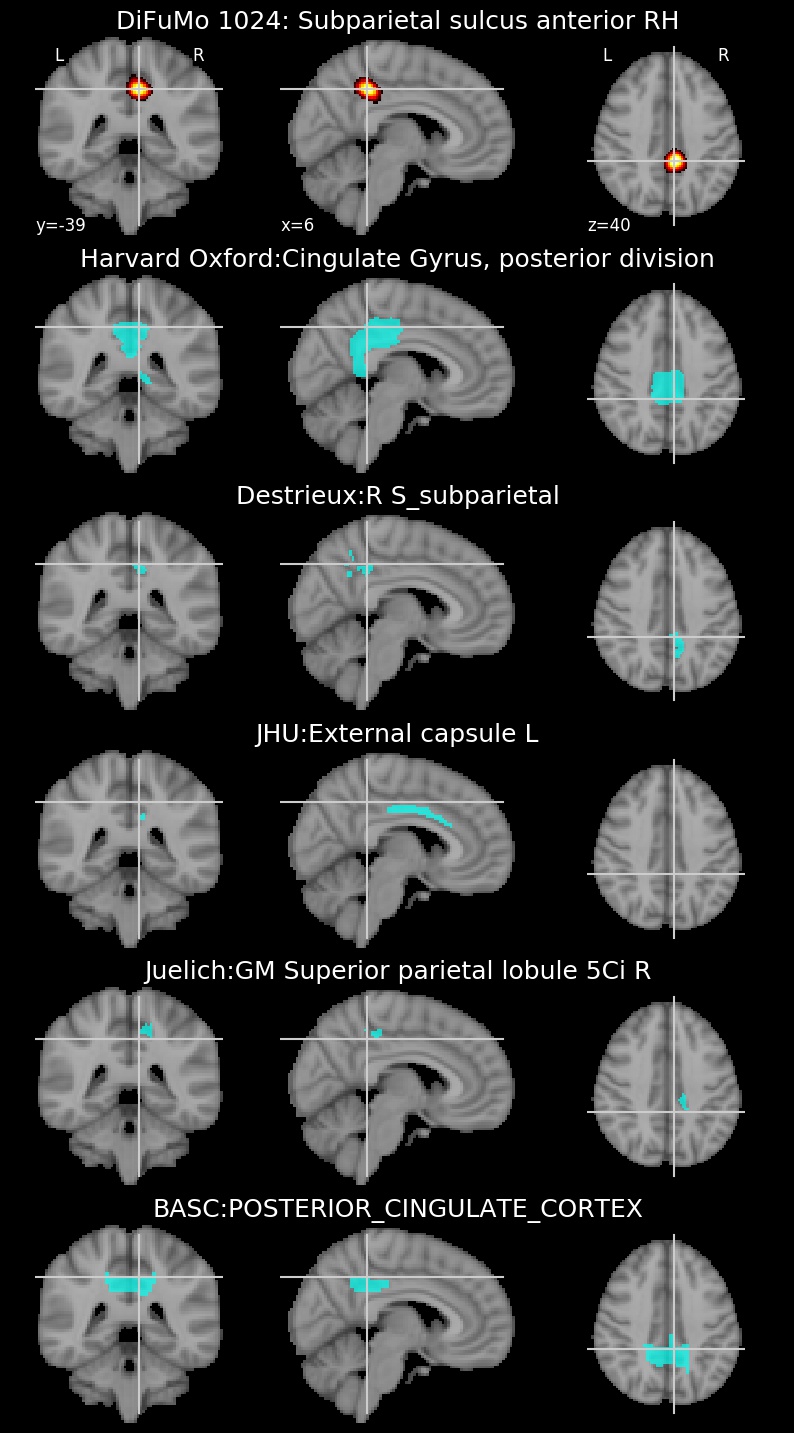 DiFuMo 1024: Subparietal sulcus anterior RH
L R L R
y=-39 x=6 z=40
Harvard Oxford:Cingulate Gyrus, posterior division
Destrieux:R S_subparietal
JHU:External capsule L
Juelich:GM Superior parietal lobule 5Ci R
BASC:POSTERIOR_CINGULATE_CORTEX